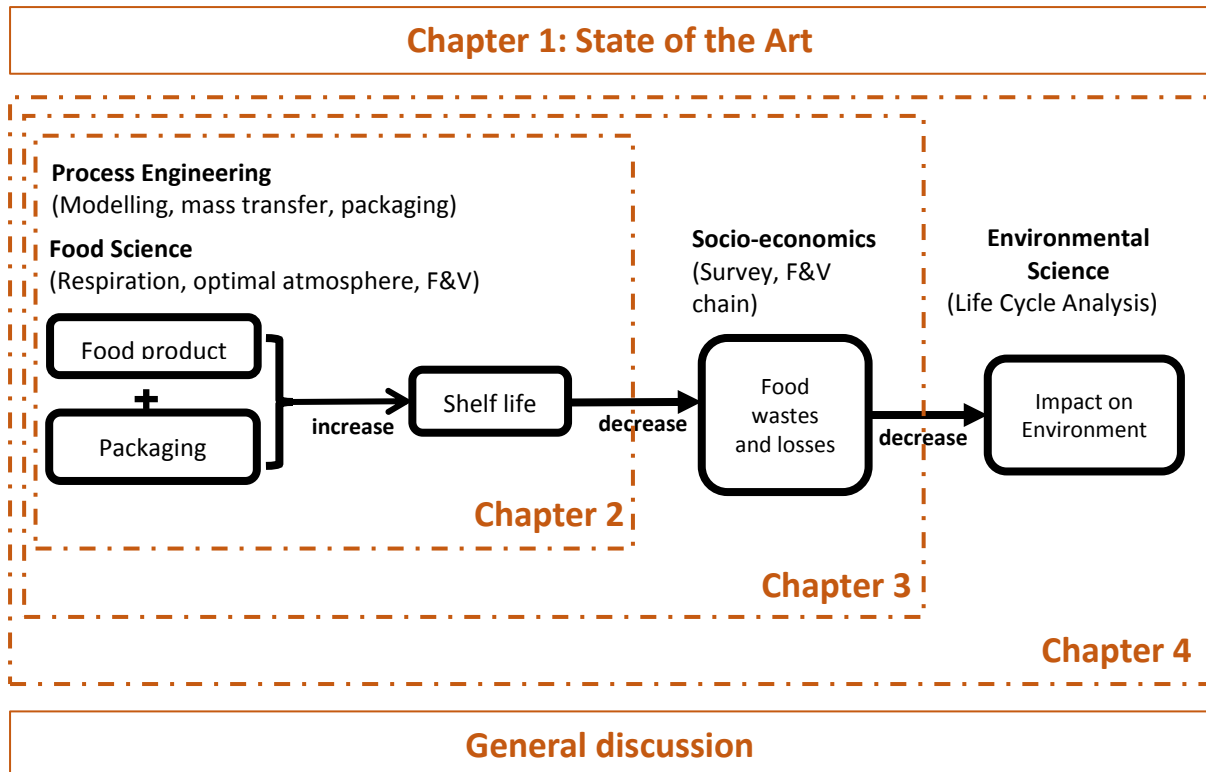 Chapter 1: State of the Art
Process Engineering
(Modelling, mass transfer, packaging)
Food Science
(Respiration, optimal atmosphere, F&V)
Food product
+
Packaging
increase
Shelf life
Chapter 2
decrease
Socio-economics
(Survey, F&V
chain)
Food
wastes
and losses
Chapter 3
decrease
Environmental
Science
(Life Cycle Analysis)
Impact on
Environment
Chapter 4
General discussion